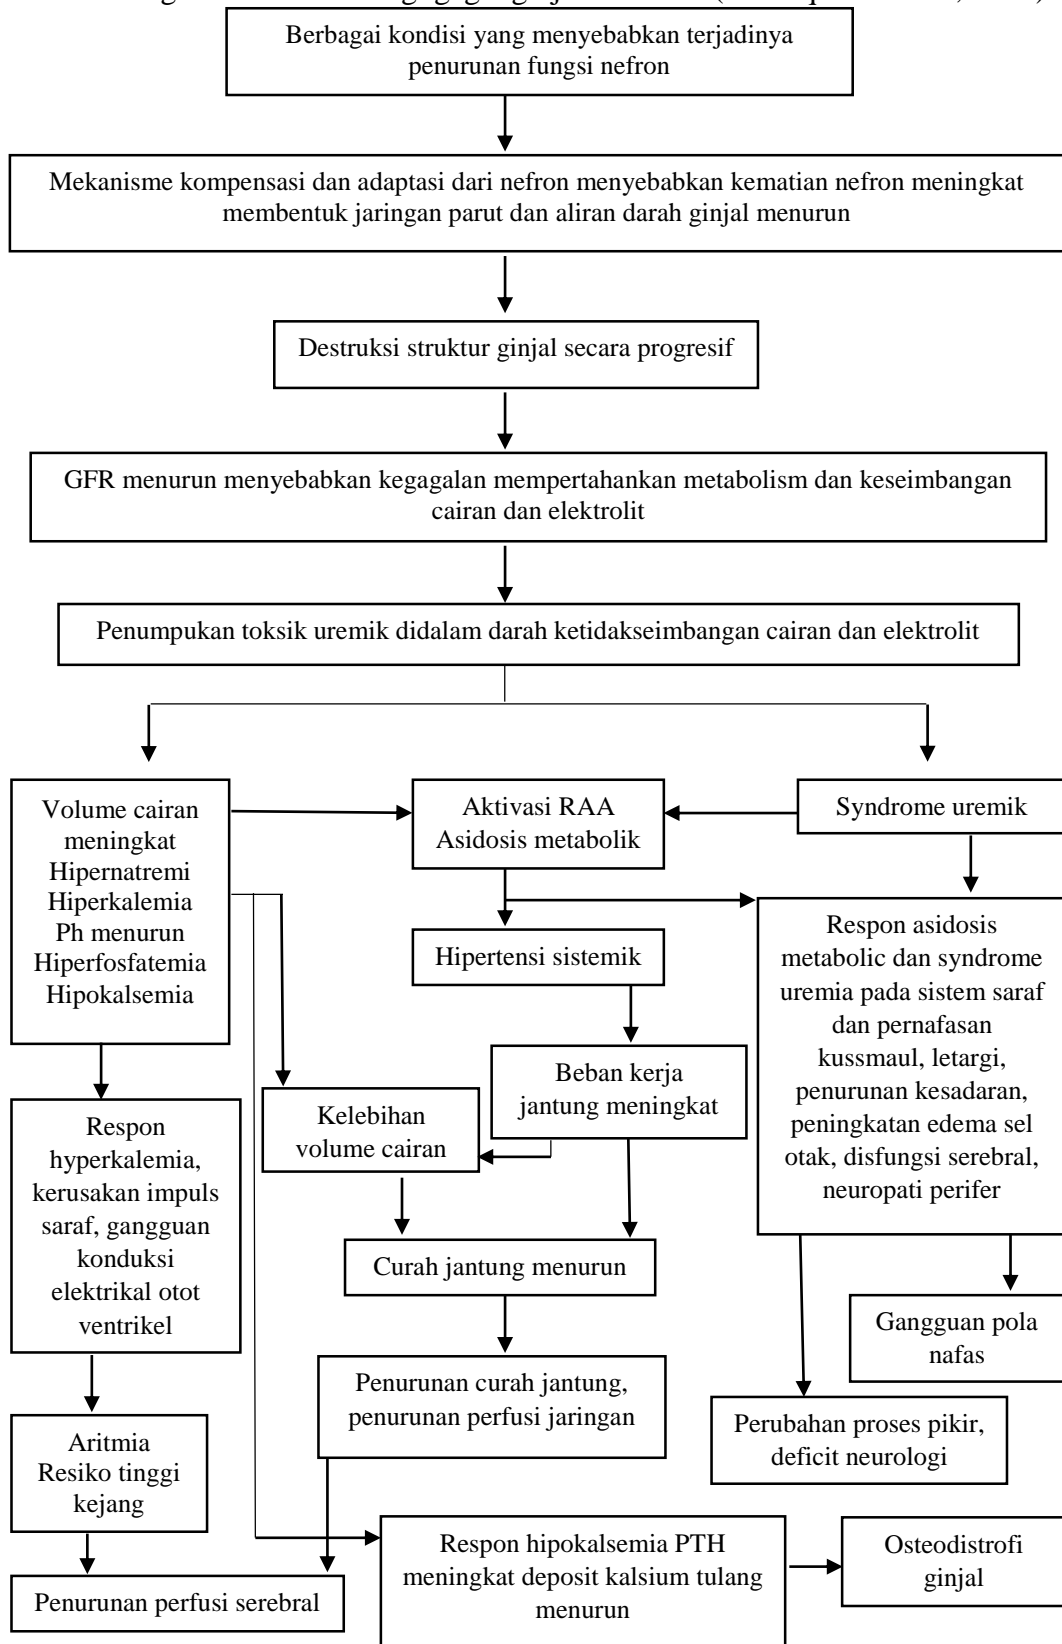 Berbagai kondisi yang menyebabkan terjadinya
penurunan fungsi nefron
Mekanisme kompensasi dan adaptasi dari nefron menyebabkan kematian nefron meningkat
membentuk jaringan parut dan aliran darah ginjal menurun
Destruksi struktur ginjal secara progresif
GFR menurun menyebabkan kegagalan mempertahankan metabolism dan keseimbangan
cairan dan elektrolit
Penumpukan toksik uremik didalam darah ketidakseimbangan cairan dan elektrolit
Volume cairan
meningkat
Hipernatremi
Hiperkalemia
Ph menurun
Hiperfosfatemia
Hipokalsemia
Aktivasi RAA
Asidosis metabolik
Syndrome uremik
Hipertensi sistemik
Respon asidosis
metabolic dan syndrome
uremia pada sistem saraf
dan pernafasan
kussmaul, letargi,
penurunan kesadaran,
peningkatan edema sel
otak, disfungsi serebral,
neuropati perifer
Beban kerja
jantung meningkat
Kelebihan
volume cairan
Respon
hyperkalemia,
kerusakan impuls
saraf, gangguan
konduksi
elektrikal otot
ventrikel
Curah jantung menurun
Gangguan pola
nafas
Penurunan curah jantung,
penurunan perfusi jaringan
Perubahan proses pikir,
deficit neurologi
Aritmia
Resiko tinggi
kejang
Respon hipokalsemia PTH
meningkat deposit kalsium tulang
menurun
Osteodistrofi
ginjal
Penurunan perfusi serebral